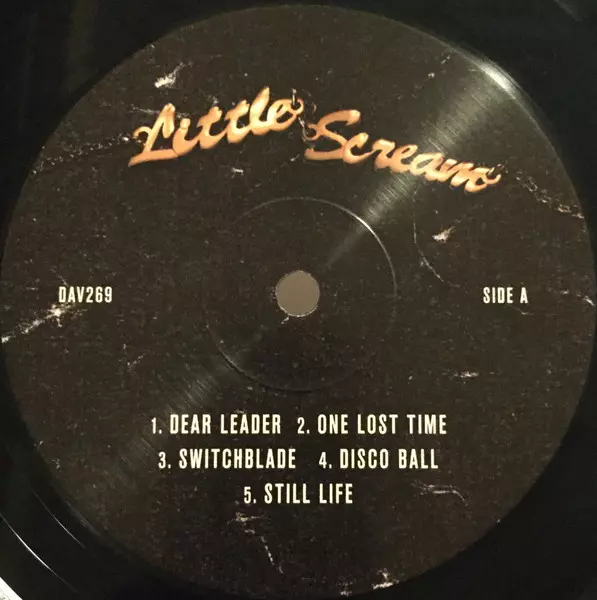 Little Scream
DAV269
SIDE A
1. DEAR LEADER 2. ONE LOST TIME
3. SWITCHBLADE 4. DISCO BALL
5. STILL LIFE